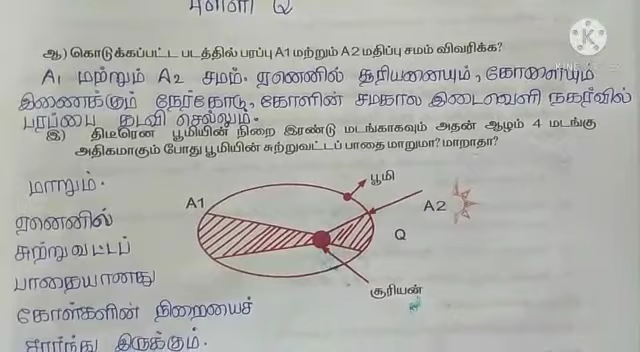 புள்ளி Q
ஆ) கொடுக்கப்பட்ட படத்தில் பரப்பு A1 மற்றும் A2 மதிப்பு சமம் விவரிக்க?
A1 மற்றும் A2 சமம். ஏனெனில் சூரியனையும், கோளையும்
இணைக்கும் நேர்கோடு, கோளின் சமகால இடைவெளி நகர்வில்
பரப்பை கடவி செல்லும்.
இ) திடீரென பூமியின் நிறை இரண்டு மடங்காகவும் அதன் ஆழம் 4 மடங்கு
அதிகமாகும் போது பூமியின் சுற்றுவட்டப் பாதை மாறுமா? மாறாதா?
மாறும்.
ஏனெனில்
சுற்றுவட்டப்
பாதையானது
கோள்களின் நிறையைச்
சார்ந்து இருக்கும்.
பூமி
A1
A2
Q
சூரியன்
K